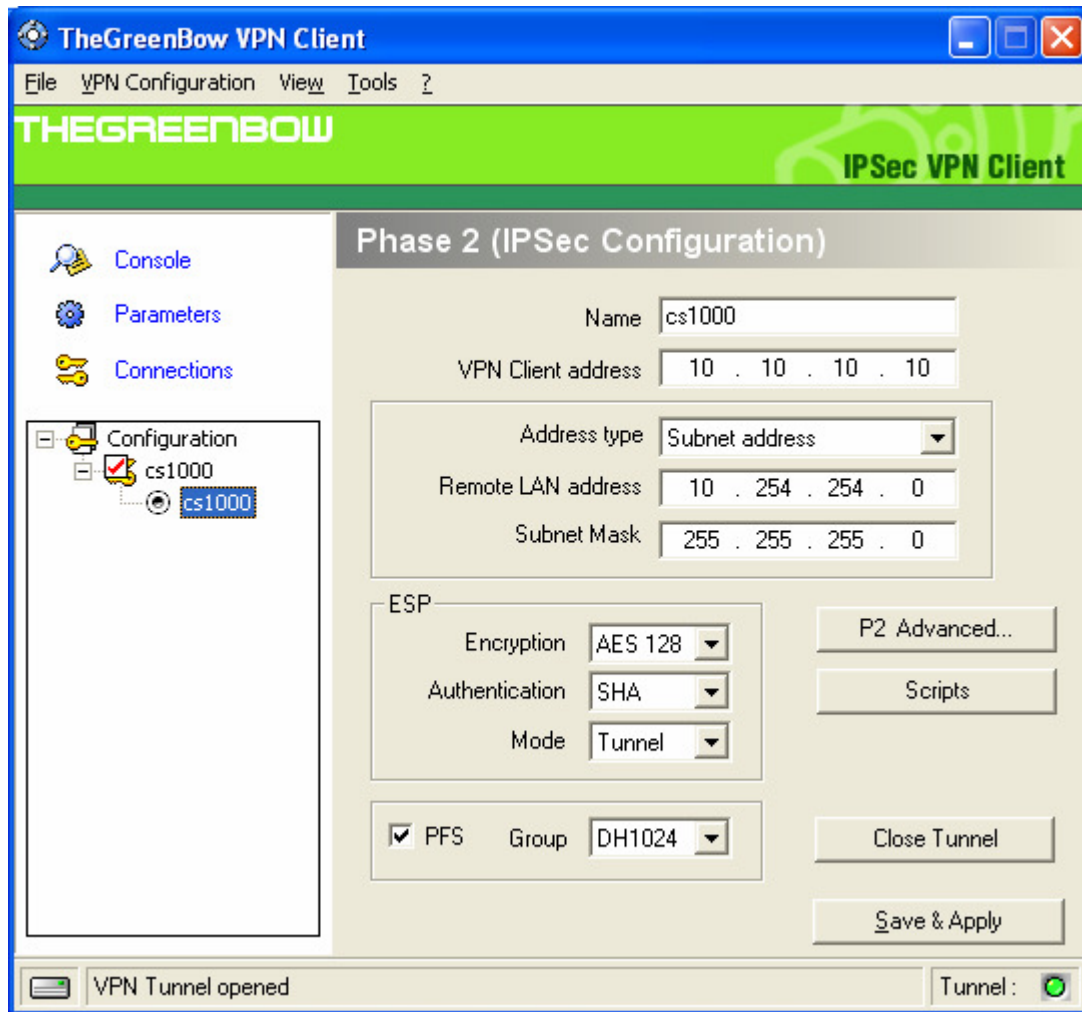 TheGreenBow VPN Client
File VPN Configuration View Tools ?
THEGREENBOW
IPSec VPN Client
Console
Parameters
Connections
Configuration
cs1000
cs1000
Phase 2 (IPSec Configuration)
Name cs1000
VPN Client address 10 . 10 . 10 . 10
Address type Subnet address
Remote LAN address 10 . 254 . 254 . 0
Subnet Mask 255 . 255 . 255 . 0
ESP
Encryption AES 128
Authentication SHA
Mode Tunnel
P2 Advanced...
Scripts
PFS Group DH1024
Close Tunnel
Save & Apply
VPN Tunnel opened
Tunnel :